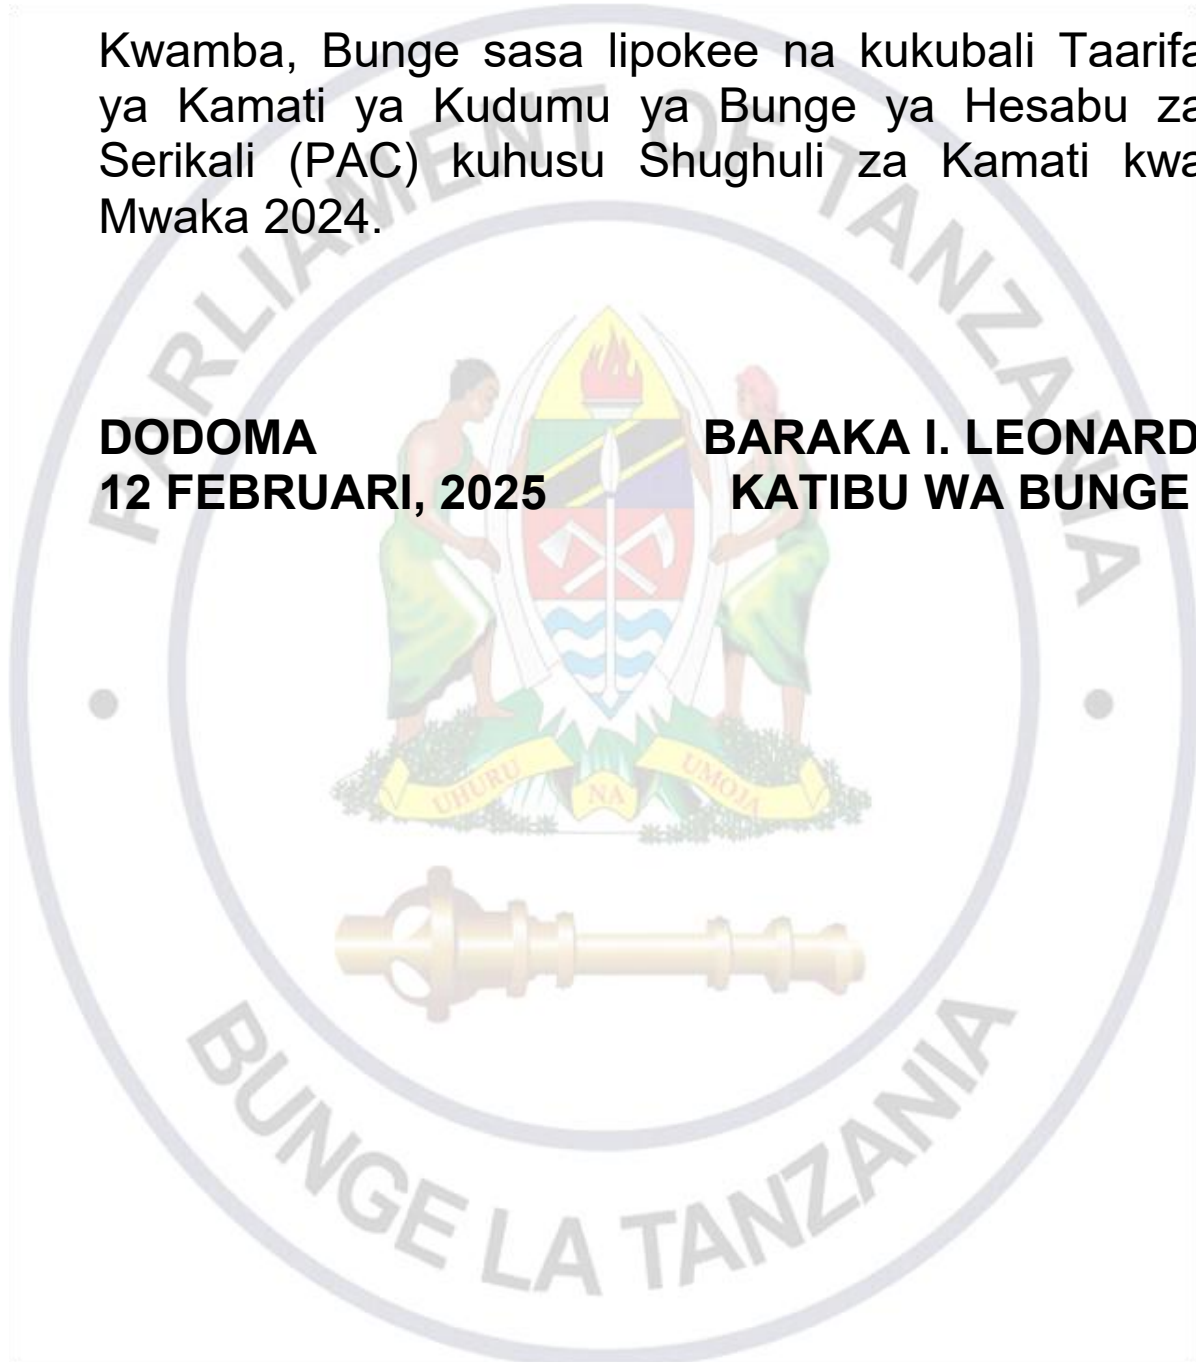 Kwamba, Bunge sasa lipokee na kukubali Taarifa
ya Kamati ya Kudumu ya Bunge ya Hesabu za
Serikali (PAC) kuhusu Shughuli za Kamati kwa
Mwaka 2024.
PARLIAMENT OF TANZANIA
DODOMA BARAKA I. LEONARD
12 FEBRUARI, 2025 KATIBU WA BUNGE
UHURU NA UMOJA
BUNGE LA TANZANIA